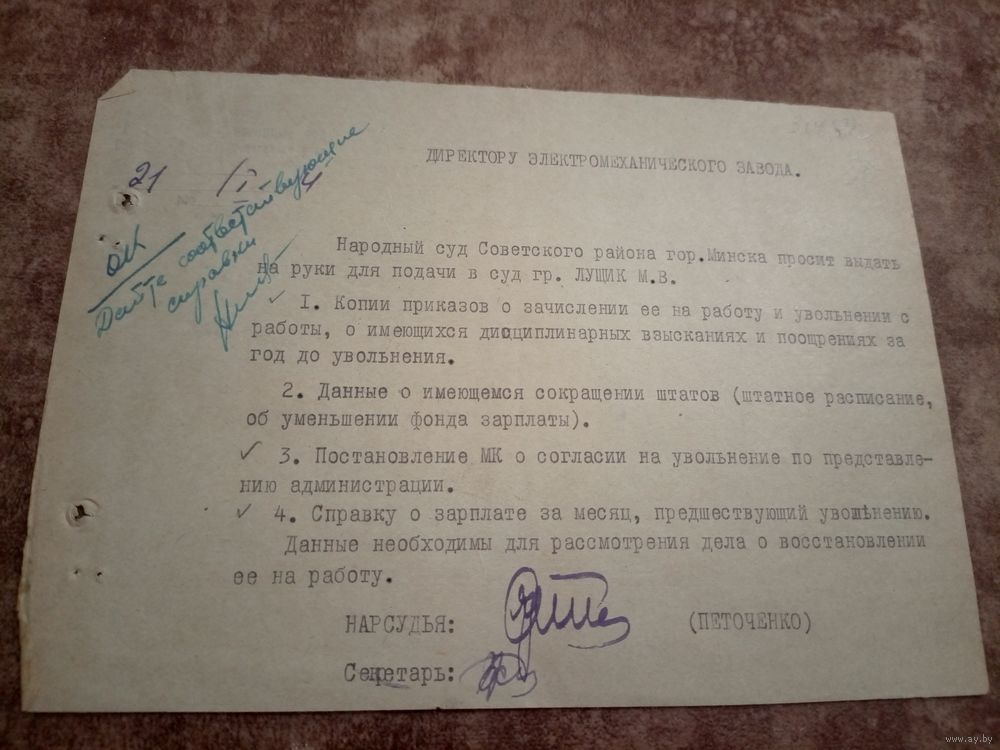 ДИРЕКТОРУ ЭЛЕКТРОМЕХАНИЧЕСКОГО ЗАВОДА.
21
ОК
Дайте соответствующие
справки
Народный суд Советского района гор.Минска просит выдать
на руки для подачи в суд гр. ЛУЩИК М.В.
I. Копии приказов о зачислении ее на работу и увольнении с
работы, о имеющихся дисциплинарных взысканиях и поощрениях за
год до увольнения.
2. Данные о имеющемся сокращении штатов (штатное расписание,
об уменьшении фонда зарплаты).
3. Постановление МК о согласии на увольнение по представле-
нию администрации.
4. Справку о зарплате за месяц, предшествующий увольнению.
Данные необходимы для рассмотрения дела о восстановлении
ее на работу.
НАРСУДЬЯ: (ПЕТОЧЕНКО)
Секретарь:
www.ay.by